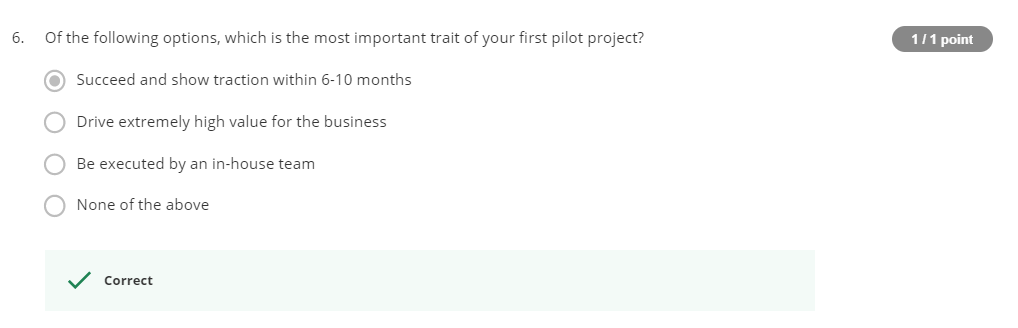 6. Of the following options, which is the most important trait of your first pilot project?
1 / 1 point
Succeed and show traction within 6-10 months
Drive extremely high value for the business
Be executed by an in-house team
None of the above
Correct